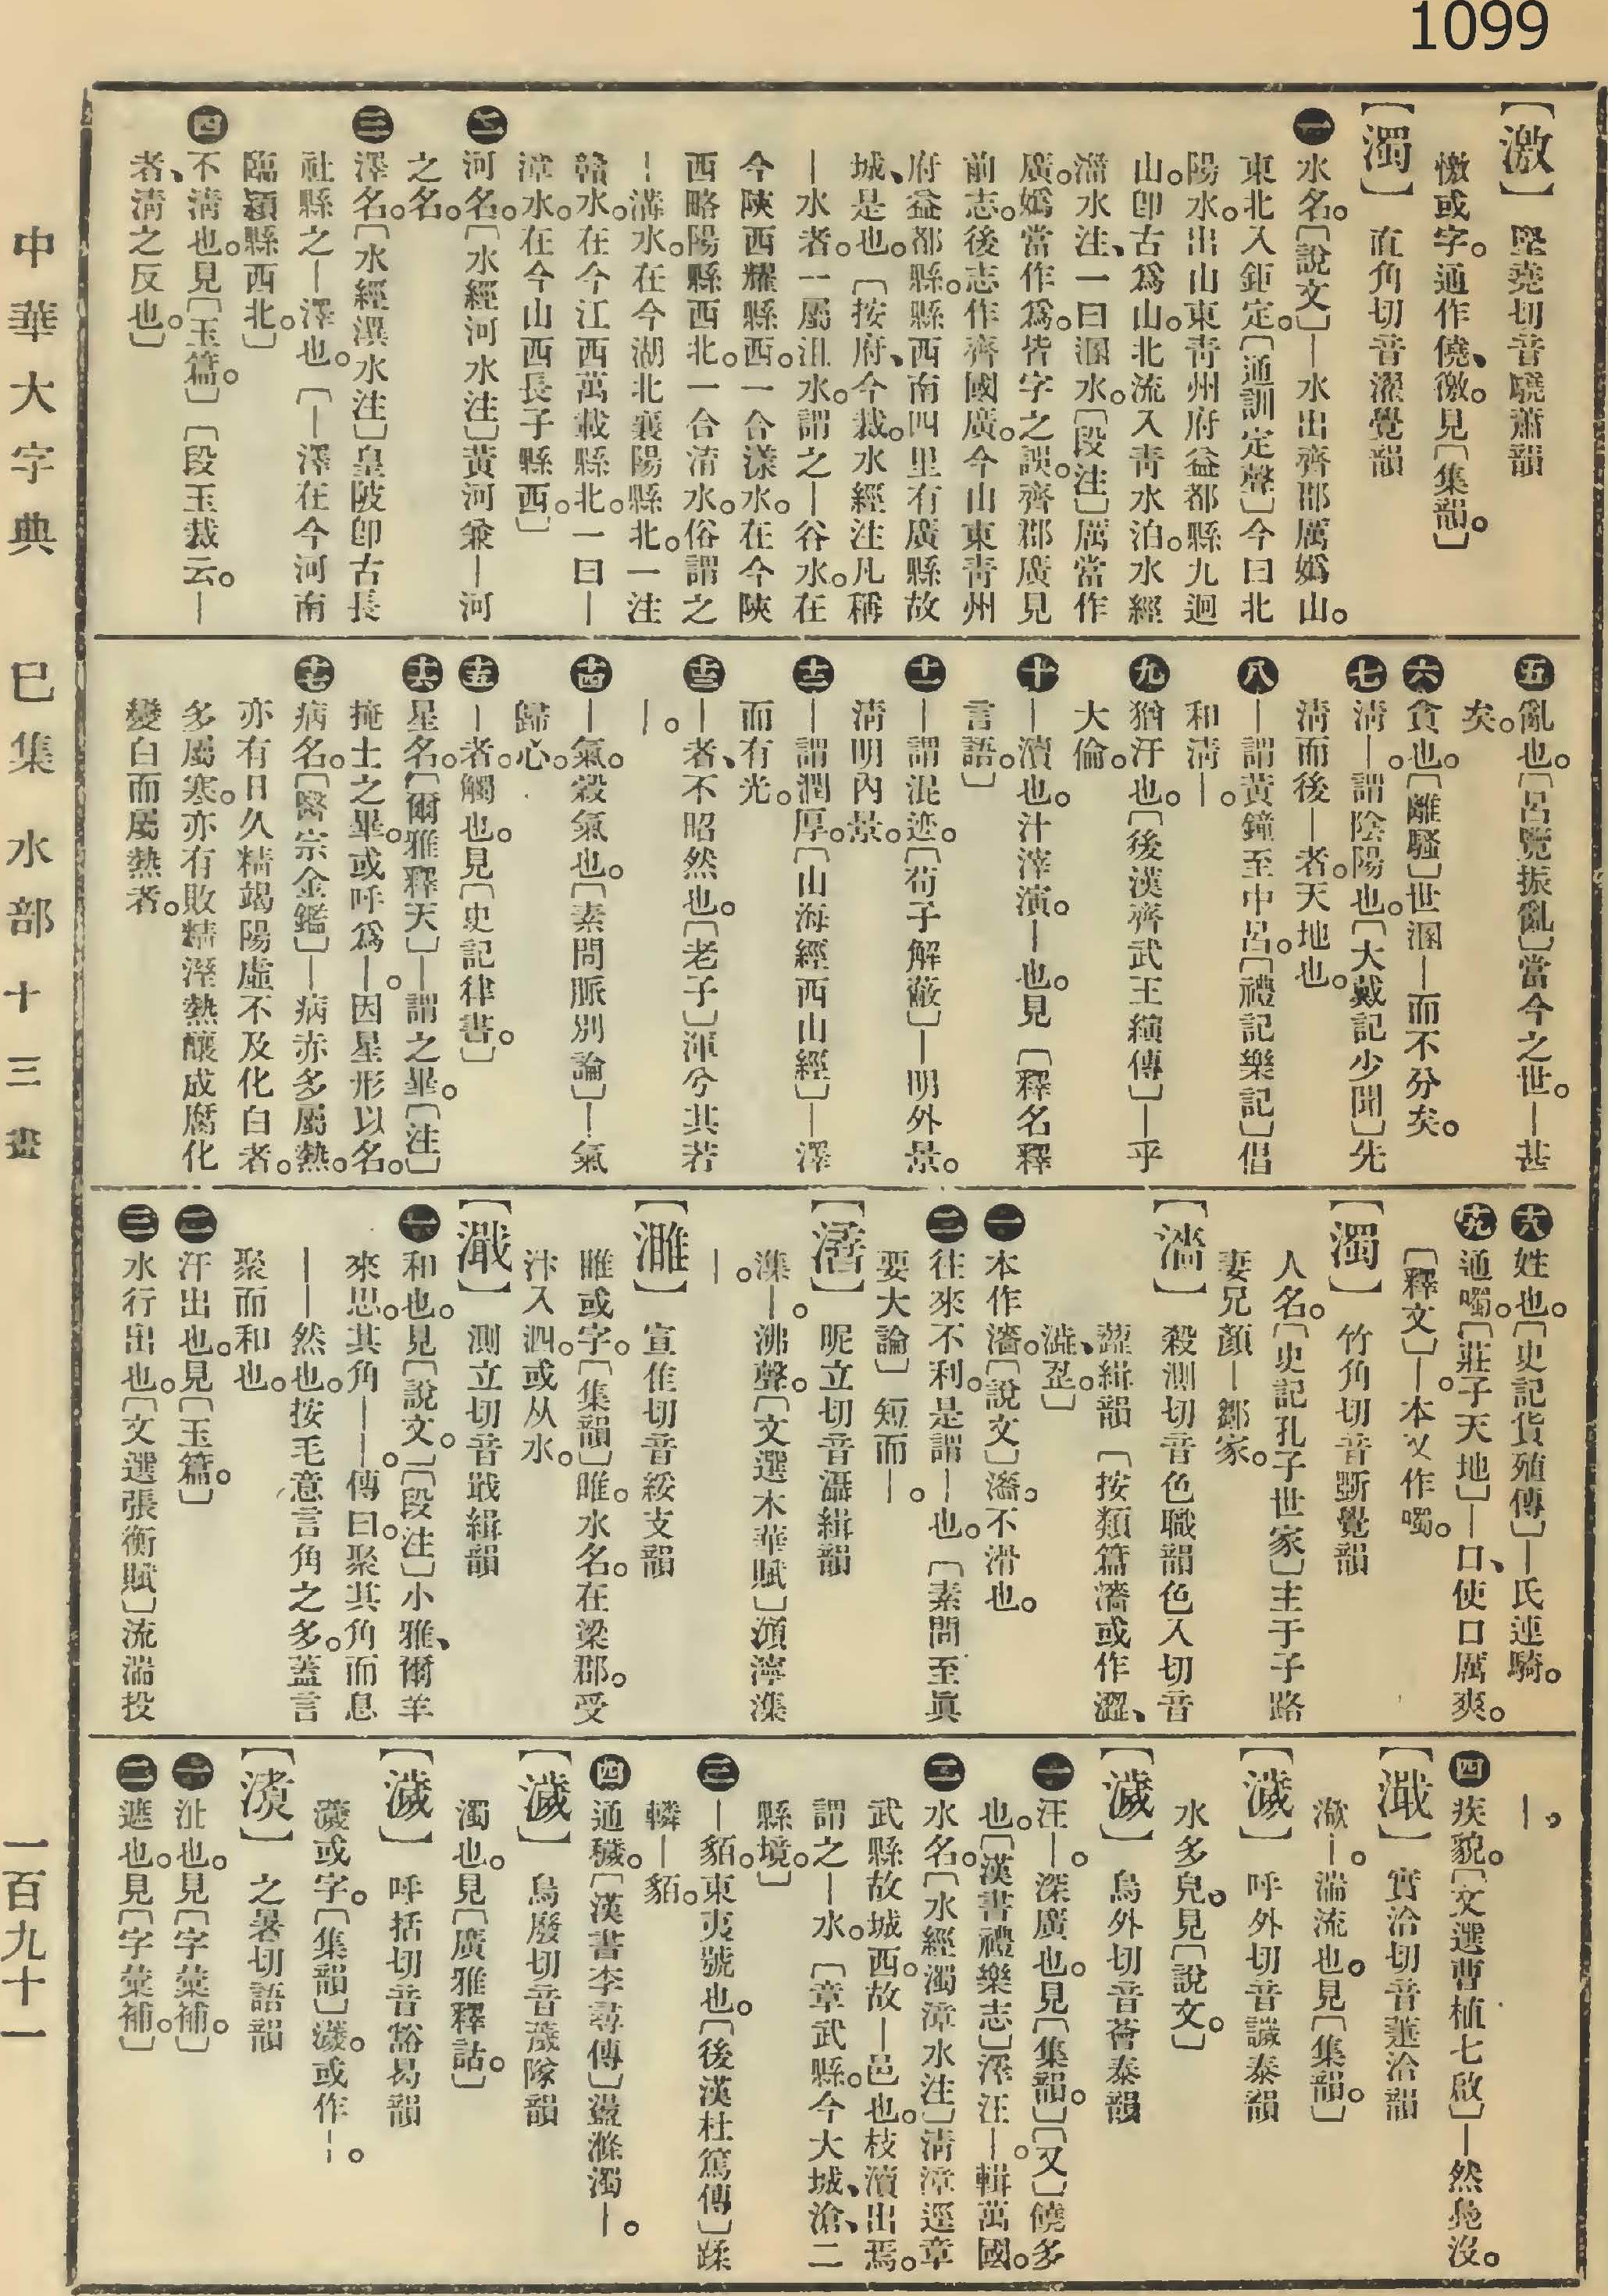 1099
中華大字典　巳集　水部十三畫　一百九十一
【激】堅堯切音驍蕭韻
憿或字。通作僥、徼。見〔集韻。〕
【濁】直角切音濯覺韻
㊀水名。〔說文〕―水出齊郡厲嬀山。
東北入鉅定。〔通訓定聲〕今曰北
陽水。出山東青州府益都縣九迴
山。卽古爲山。北流入靑水泊。水經
淄水注、一曰溷水。〔段注〕厲當作
廣。嬀當作爲。皆字之誤。齊郡廣見
前志。後志作齊國廣。今山東靑州
府益都縣。縣西南四里有廣縣故
城、是也。〔按府、今裁。水經注凡稱
―水者。一屬沮水。謂之―谷水。在
今陝西耀縣西。一合漾水。在今陝
西略陽縣西北。一合淯水。俗謂之
―溝水。在今湖北襄陽縣北。一注
贛水。在今江西萬載縣北。一曰―
漳水。在今山西長子縣西。〕
㊁河名。〔水經河水注〕黃河兼―河
之名。
㊂澤名。〔水經潩水注〕皇陂卽古長
社縣之―澤也。〔―澤在今河南
臨潁縣西北。〕
㊃不淸也。見〔玉篇。〕〔段玉裁云。―
者、淸之反也。〕
㊄亂也。〔呂覽振亂〕當今之世。―甚
矣。
㊅貪也。〔離騷〕世溷―而不分矣。
㊆淸―。謂陰陽也。〔大戴記少閒〕先
淸而後―者。天地也。
㊇―謂黃鐘至中呂。〔禮記樂記〕倡
和淸―。
㊈猶汙也。〔後漢齊武王縯傳〕―乎
大倫。
㊉―瀆也。汁滓演。―也。見〔釋名釋
言語。〕
⑪―謂混迹。〔荀子解蔽〕―明外景。
淸明內景。
⑫―謂潤厚。〔山海經西山經〕―澤
而有光。
⑬―者、不昭然也。〔老子〕渾兮其若
―。
⑭―氣。穀氣也。〔素問脈別論〕―氣
歸心。
⑮―者。觸也。見〔史記律書。〕
⑯星名。〔爾雅釋天〕―謂之畢。〔注〕
掩士之畢。或呼爲―。因星形以名。
⑰病名。〔醫宗金鑑〕―病亦多屬熱。
亦有日久精竭陽虛不及化白者。
多屬寒。亦有敗精溼熱釀成腐化
變白而屬熱者。
⑱姓也。〔史記貨殖傳〕―氏連騎。
⑲通噣。〔莊子天地〕―口、使口厲爽。
〔釋文〕―。本又作噣。
【濁】竹角切音斲覺韻
人名。〔史記孔子世家〕主于子路
妻兄顏―鄒家。
【濇】殺測切音色職韻色入切音
澀緝韻〔按類篇濇或作澀、
澁、歰。〕
㊀本作濇。〔說文〕濇。不滑也。
㊁往來不利。是謂―也。〔素問至眞
要大論〕短而―。
【濳】昵立切音灄緝韻
潗―。沸聲。〔文選木華賦〕澒濘潗
―。
【濉】宣隹切音綏支韻
睢或字。〔集韻〕睢。水名。在梁郡。受
汴入泗。或从水。
【濈】測立切音戢緝韻
㊀和也。見〔說文。〕〔段注〕小雅、爾羊
來思。其角――。傳曰。聚其角而息
――然也。按毛意言角之多。蓋言
聚而和也。
㊁汗出也。見〔玉篇。〕
㊂水行出也。〔文選張衡賦〕流湍投
―。
㊃疾貌。〔文選曹植七啟〕―然鳧沒。
【濈】實洽切音萐洽韻
潝―。湍流也。見〔集韻。〕
【濊】呼外切音譏泰韻
水多皃。見〔說文。〕
【濊】烏外切音薈泰韻
㊀汪―。深廣也。見〔集韻。〕〔又〕饒多
也。〔漢書禮樂志〕澤汪―。輯萬國。
㊁水名。〔水經濁漳水注〕淸漳逕章
武縣故城西。故―邑也。枝瀆出焉。
謂之―水。〔章武縣。今大城、滄、二
縣境。〕
㊂―貊。東夷號也。〔後漢杜篤傳〕蹂
轔―貊。
㊃通穢。〔漢書李尋傳〕盪滌濁―。
【濊】烏廢切音薉隊韻
濁也。見〔廣雅釋詁。〕
【濊】呼括切音豁曷韻
瀎或字。〔集韻〕瀎。或作―。
之暑切語韻
㊀沚也。見〔字彙補。〕
㊁遮也。見〔字彙補。〕